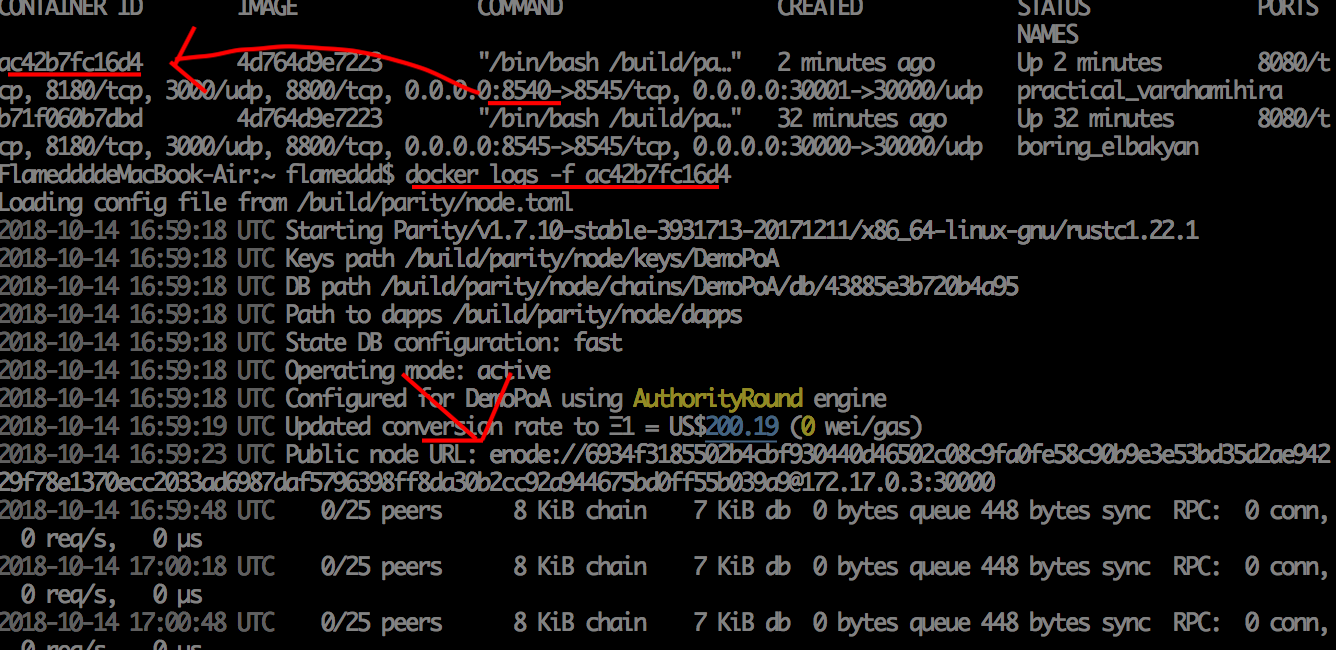 CONTAINER ID        IMAGE               COMMAND                  CREATED             STATUS              PORTS
NAMES
ac42b7fc16d4        4d764d9e7223        "/bin/bash /build/pa…"   2 minutes ago       Up 2 minutes        8080/t
cp, 8180/tcp, 3000/udp, 8800/tcp, 0.0.0.0:8540->8545/tcp, 0.0.0.0:30001->30000/udp   practical_varahamihira
b71f060b7dbd        4d764d9e7223        "/bin/bash /build/pa…"   32 minutes ago      Up 32 minutes       8080/t
cp, 8180/tcp, 3000/udp, 8800/tcp, 0.0.0.0:8545->8545/tcp, 0.0.0.0:30000->30000/udp   boring_elbakyan
FlameddddeMacBook-Air:~ flameddd$ docker logs -f ac42b7fc16d4
Loading config file from /build/parity/node.toml
2018-10-14 16:59:18 UTC Starting Parity/v1.7.10-stable-3931713-20171211/x86_64-linux-gnu/rustc1.22.1
2018-10-14 16:59:18 UTC Keys path /build/parity/node/keys/DemoPoA
2018-10-14 16:59:18 UTC DB path /build/parity/node/chains/DemoPoA/db/43885e3b720b4a95
2018-10-14 16:59:18 UTC Path to dapps /build/parity/node/dapps
2018-10-14 16:59:18 UTC State DB configuration: fast
2018-10-14 16:59:18 UTC Operating mode: active
2018-10-14 16:59:18 UTC Configured for DemoPoA using AuthorityRound engine
2018-10-14 16:59:19 UTC Updated conversion rate to Ξ1 = US$200.19 (0 wei/gas)
2018-10-14 16:59:23 UTC Public node URL: enode://6934f3185502b4cbf930440d46502c08c9fa0fe58c90b9e3e53bd35d2ae942
29f78e1370ecc2033ad6987daf5796398ff8da30b2cc92a944675bd0ff55b039a9@172.17.0.3:30000
2018-10-14 16:59:48 UTC    0/25 peers      8 KiB chain    7 KiB db  0 bytes queue 448 bytes sync  RPC:  0 conn,
  0 req/s,   0 µs
2018-10-14 17:00:18 UTC    0/25 peers      8 KiB chain    7 KiB db  0 bytes queue 448 bytes sync  RPC:  0 conn,
  0 req/s,   0 µs
2018-10-14 17:00:48 UTC    0/25 peers      8 KiB chain    7 KiB db  0 bytes queue 448 bytes sync  RPC:  0 conn,
  0 req/s,   0 µs